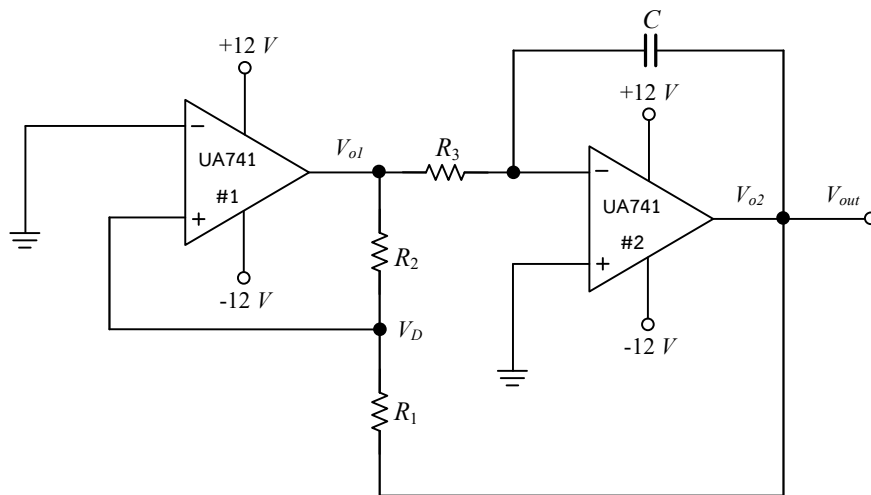 C
+12 V
+12 V
−
UA741
#1
+
V_o1
R_3
−
UA741
#2
+
V_o2
V_out
R_2
-12 V
V_D
-12 V
R_1